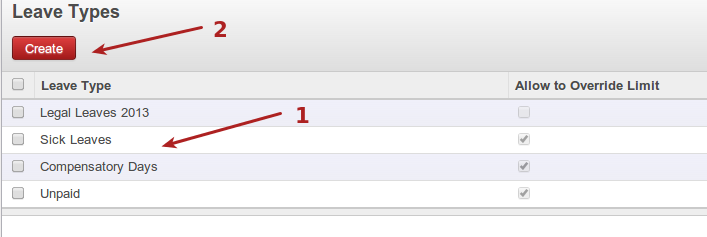 Leave Types
Create
2
Leave Type Allow to Override Limit
Legal Leaves 2013
1
Sick Leaves
Compensatory Days
Unpaid